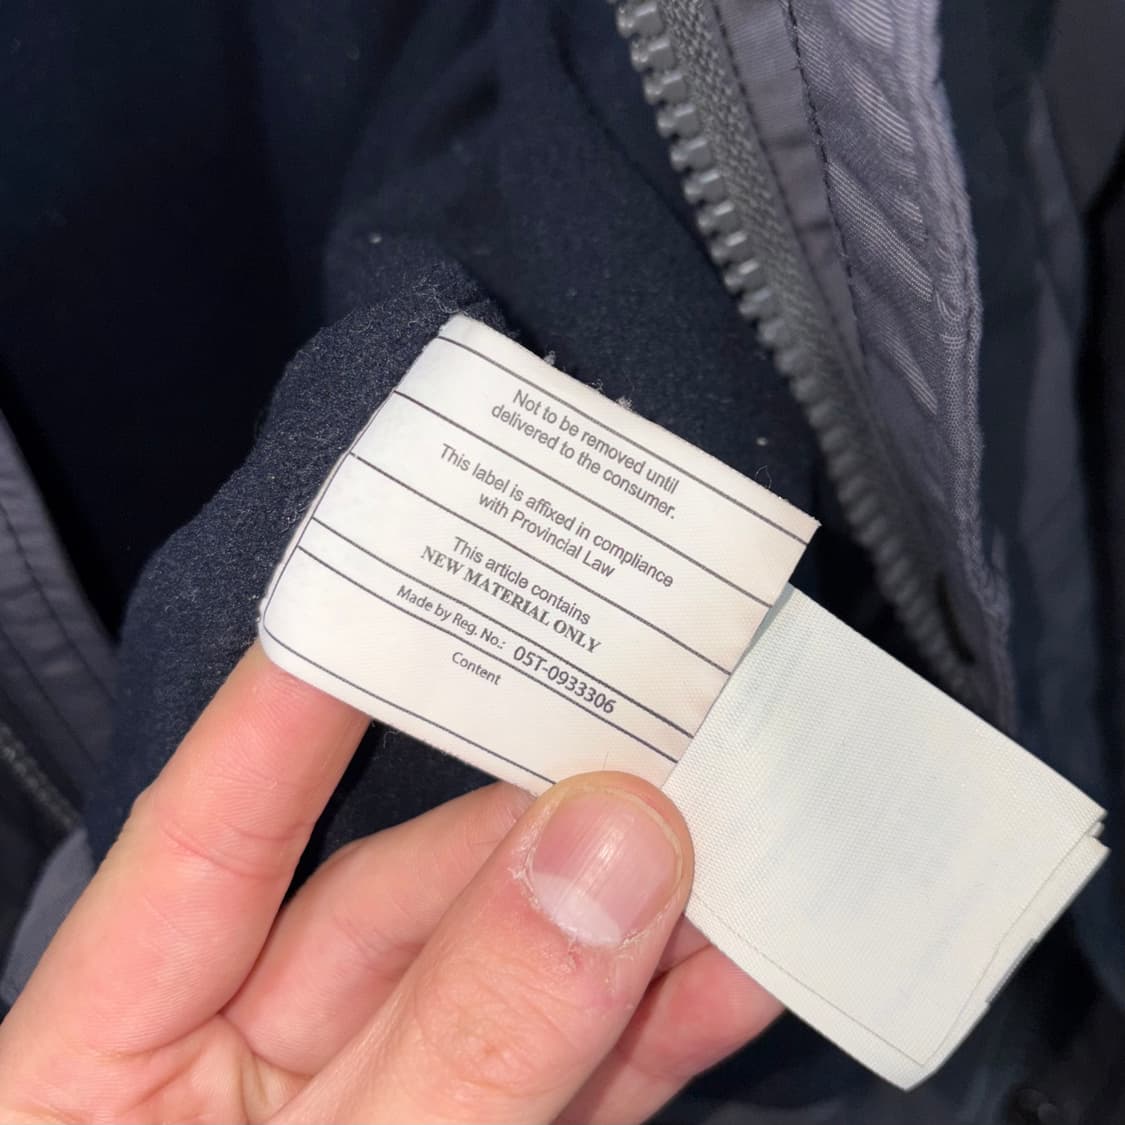 Not to be removed until
delivered to the consumer.
This label is affixed in compliance
with Provincial Law
This article contains
NEW MATERIAL ONLY
Made by Reg. No.: 05T-0933306
Content